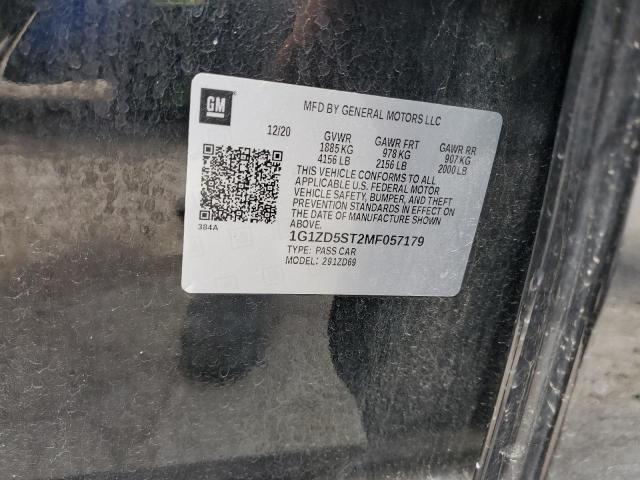 GM
MFD BY GENERAL MOTORS LLC
12/20 GVWR GAWR FRT GAWR RR
1885 KG 978 KG 907 KG
4156 LB 2156 LB 2000 LB
THIS VEHICLE CONFORMS TO ALL
APPLICABLE U.S. FEDERAL MOTOR
VEHICLE SAFETY, BUMPER, AND THEFT
PREVENTION STANDARDS IN EFFECT ON
THE DATE OF MANUFACTURE SHOWN
ABOVE.
384A
1G1ZD5ST2MF057179
TYPE: PASS CAR
MODEL: 291ZD69